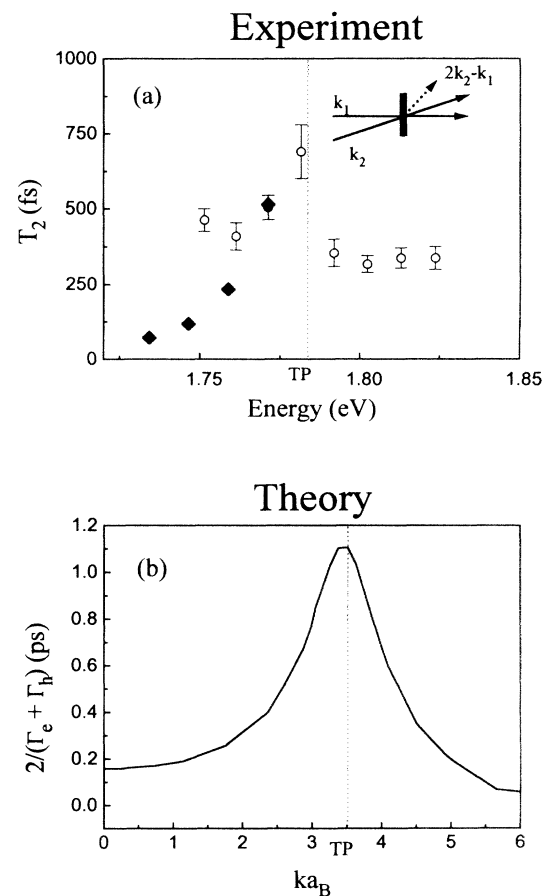 Experiment
1000
750
500
250
0
T₂ (fs)
(a)
k₁
k₂
2k₂-k₁
1.75
TP
1.80
1.85
Energy (eV)
Theory
1.2
1.0
0.8
0.6
0.4
0.2
0.0
2/(Γₑ + Γₕ) (ps)
(b)
0 1 2 3 TP 4 5 6
ka_B